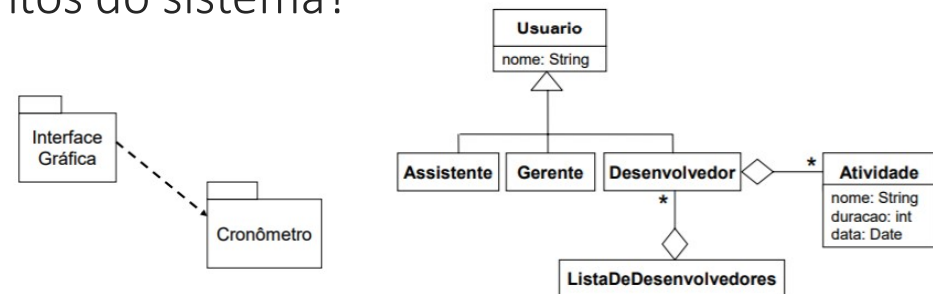 do sistema?
Usuario
nome: String
Interface
Gráfica
Cronômetro
Assistente
Gerente
Desenvolvedor
*
Atividade
nome: String
duracao: int
data: Date
*
ListaDeDesenvolvedores